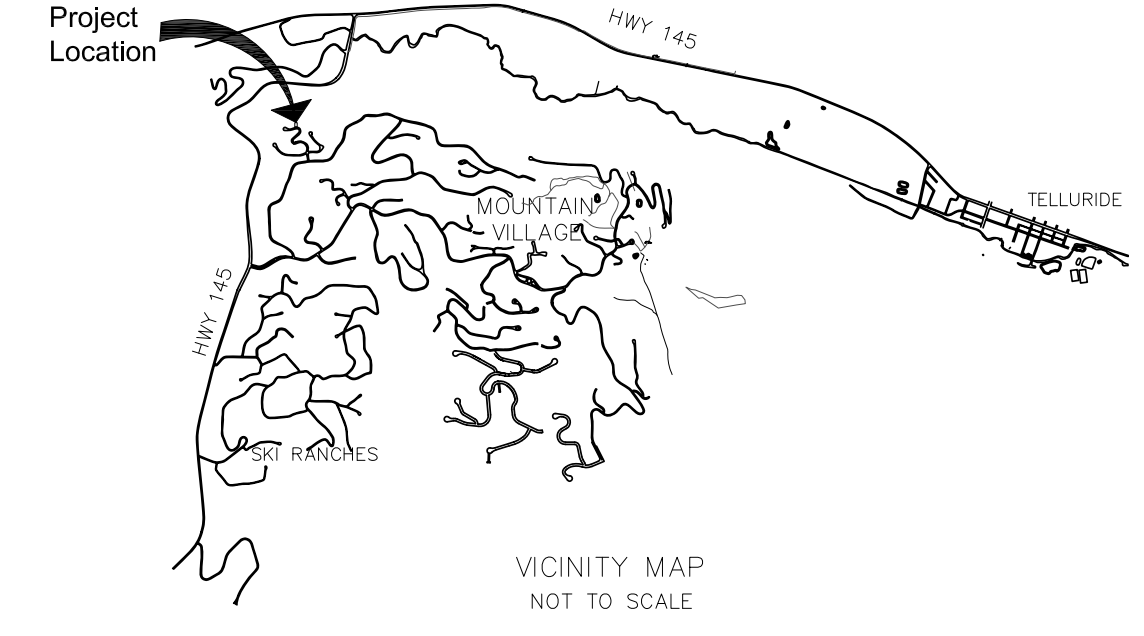 Project
Location
HWY 145
TELLURIDE
MOUNTAIN
VILLAGE
HWY 145
SKI RANCHES
VICINITY MAP
NOT TO SCALE